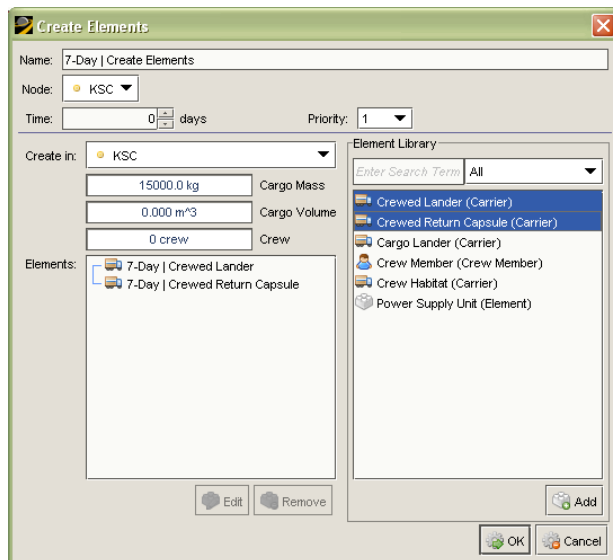 Create Elements
Name: 7-Day | Create Elements
Node: KSC
Time: 0 days Priority: 1
Create in: KSC
15000.0 kg Cargo Mass
0.000 m^3 Cargo Volume
0 crew Crew
Elements: 7-Day | Crewed Lander
7-Day | Crewed Return Capsule
Edit Remove
Element Library
Enter Search Term All
Crewed Lander (Carrier)
Crewed Return Capsule (Carrier)
Cargo Lander (Carrier)
Crew Member (Crew Member)
Crew Habitat (Carrier)
Power Supply Unit (Element)
Add
OK Cancel